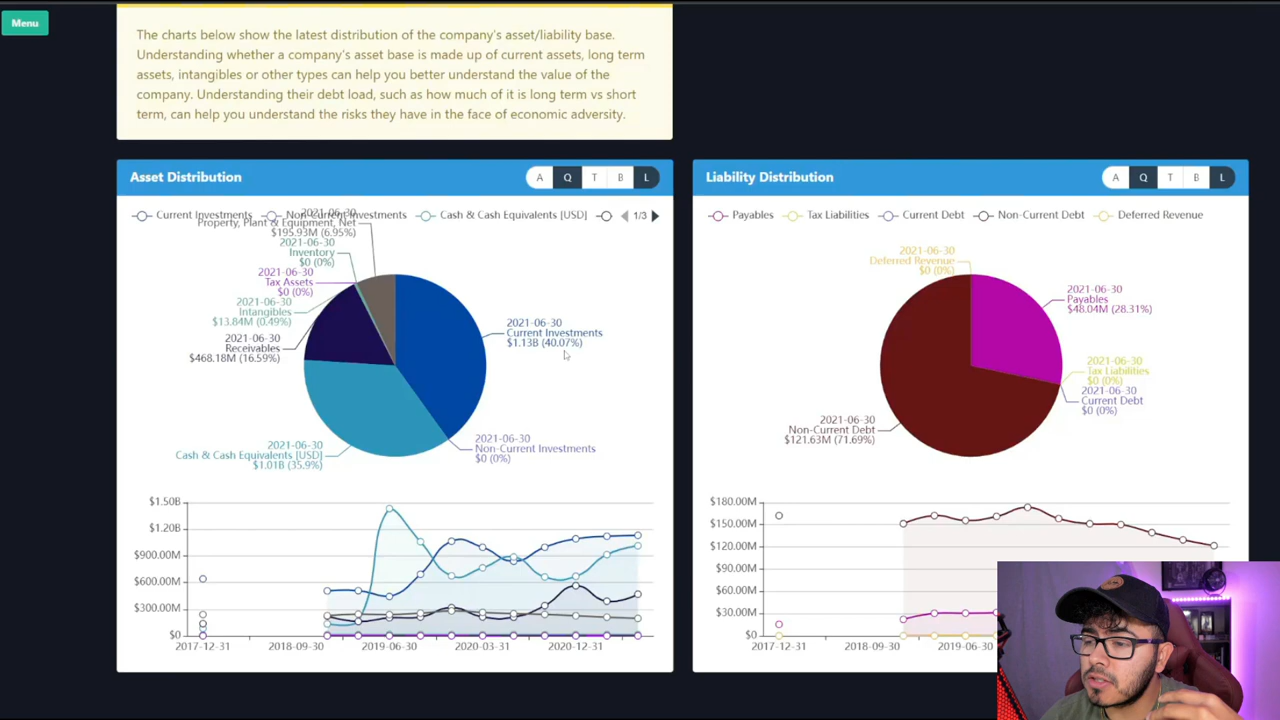 Menu
The charts below show the latest distribution of the company's asset/liability base.
Understanding whether a company's asset base is made up of current assets, long term
assets, intangibles or other types can help you better understand the value of the
company. Understanding their debt load, such as how much of it is long term vs short
term, can help you understand the risks they have in the face of economic adversity.
Asset Distribution
A Q T B L
Current Investments Non-Current Investments Cash & Cash Equivalents [USD] 1/3
2021-06-30
Property, Plant & Equipment, Net
$195.93M (6.95%)
2021-06-30
Inventory
$0 (0%)
2021-06-30
Tax Assets
$0 (0%)
2021-06-30
Intangibles
$13.84M (0.49%)
2021-06-30
Receivables
$468.18M (16.59%)
2021-06-30
Current Investments
$1.13B (40.07%)
2021-06-30
Cash & Cash Equivalents [USD]
$1.01B (35.9%)
2021-06-30
Non-Current Investments
$0 (0%)
$1.50B
$1.20B
$900.00M
$600.00M
$300.00M
$0
2017-12-31 2018-09-30 2019-06-30 2020-03-31 2020-12-31
Liability Distribution
A Q T B L
Payables Tax Liabilities Current Debt Non-Current Debt Deferred Revenue
2021-06-30
Deferred Revenue
$0 (0%)
2021-06-30
Payables
$48.04M (28.31%)
2021-06-30
Tax Liabilities
$0 (0%)
2021-06-30
Current Debt
$0 (0%)
2021-06-30
Non-Current Debt
$121.63M (71.69%)
$180.00M
$150.00M
$120.00M
$90.00M
$60.00M
$30.00M
$0
2017-12-31 2018-09-30 2019-06-30